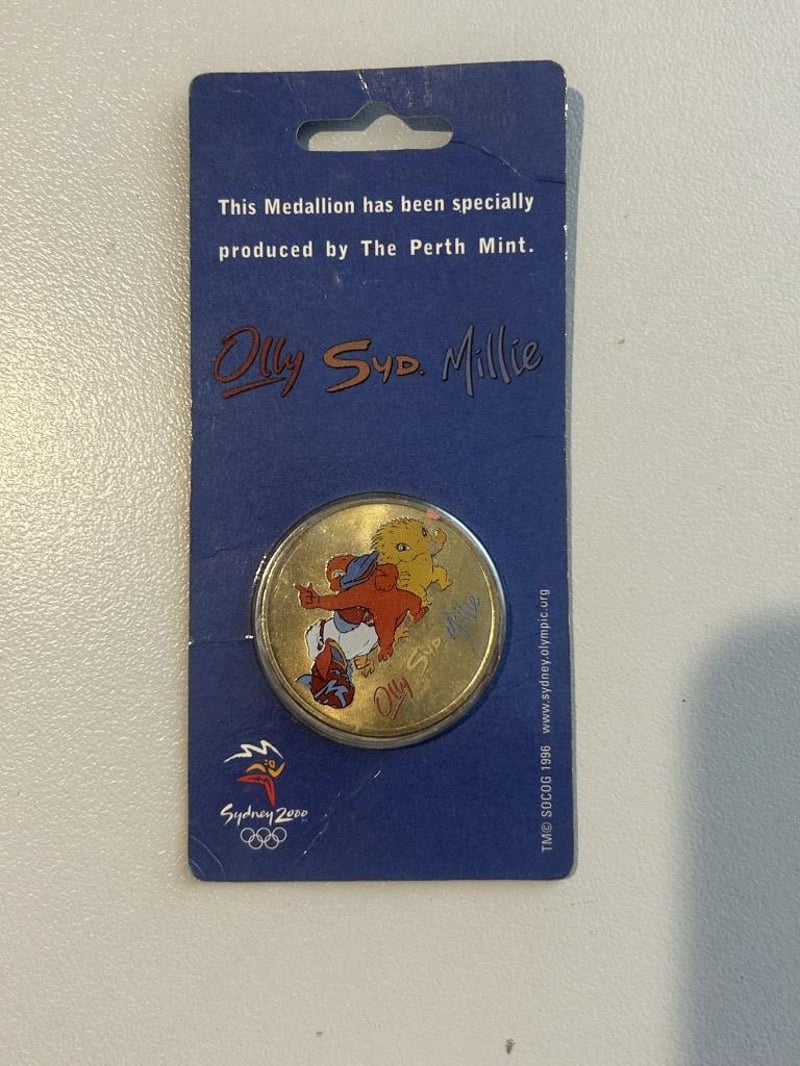 This Medallion has been specially
produced by The Perth Mint.
Olly SYD. Millie
Olly SYD Millie
Sydney 2000
TM© SOCOG 1996 www.sydney.olympic.org